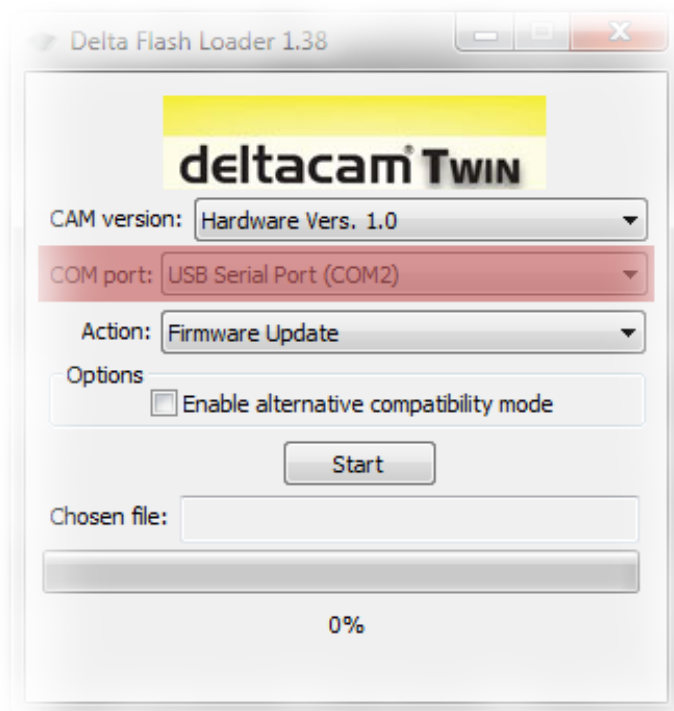 Delta Flash Loader 1.38
deltacam® TWIN
CAM version: Hardware Vers. 1.0
COM port: USB Serial Port (COM2)
Action: Firmware Update
Options
Enable alternative compatibility mode
Start
Chosen file:
0%